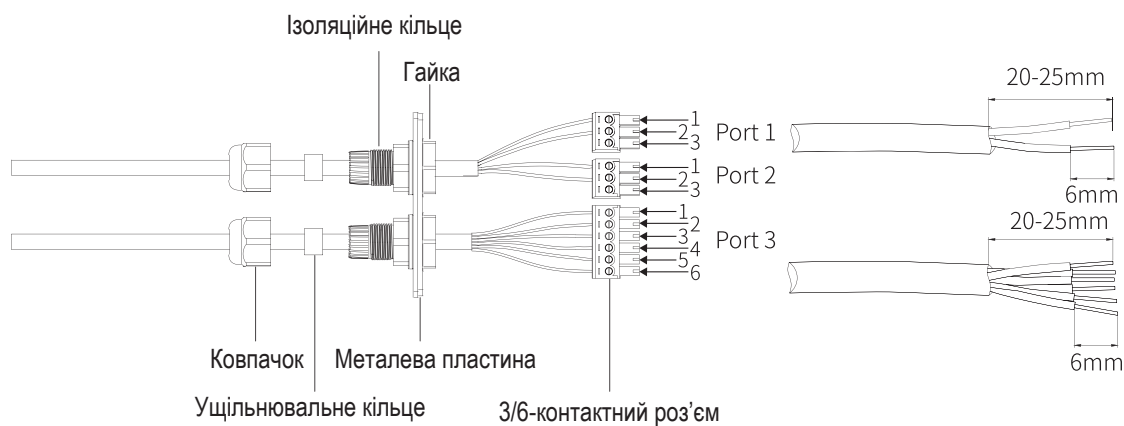 Ізоляційне кільце
Гайка
20-25mm
1
2
3
Port 1
1
2
3
Port 2
6mm
1
2
3
4
5
6
Port 3
20-25mm
6mm
Ковпачок
Металева пластина
Ущільнювальне кільце
3/6-контактний роз’єм